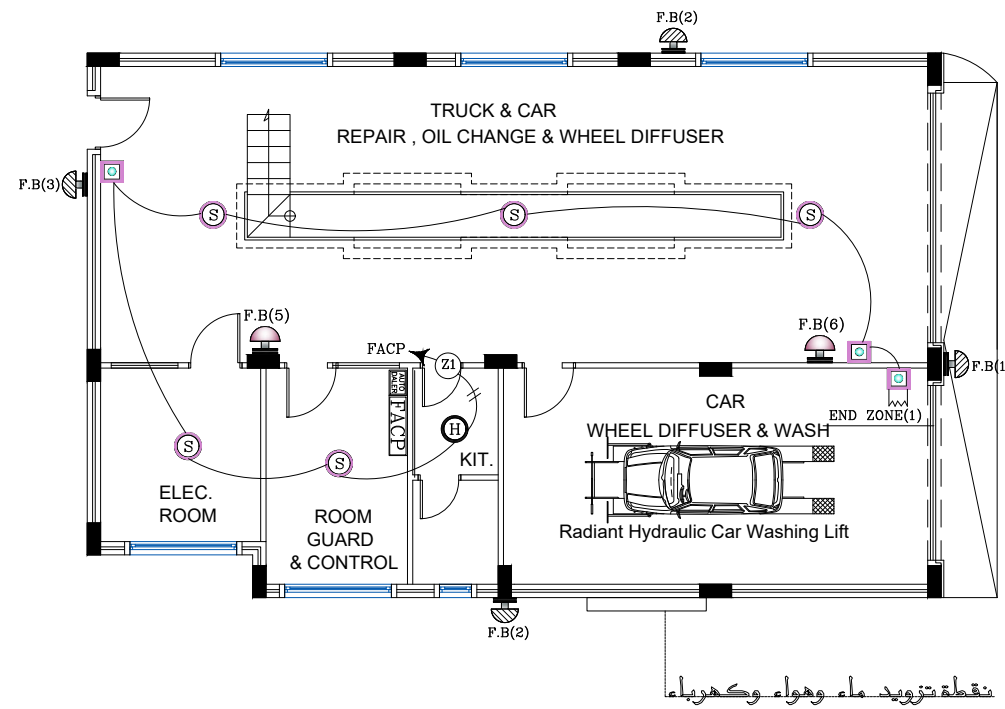 F.B(2)
TRUCK & CAR
REPAIR , OIL CHANGE & WHEEL DIFFUSER
F.B(3)
S
S
S
F.B(5)
F.B(6)
FACP
Z1
F.B(1
AUTO
DALER
FACP
CAR
END ZONE(1)
WHEEL DIFFUSER & WASH
H
S
S
KIT.
ELEC.
ROOM
ROOM
GUARD
& CONTROL
Radiant Hydraulic Car Washing Lift
F.B(2)
نقطة تزويد ماء وهواء وكهرباء